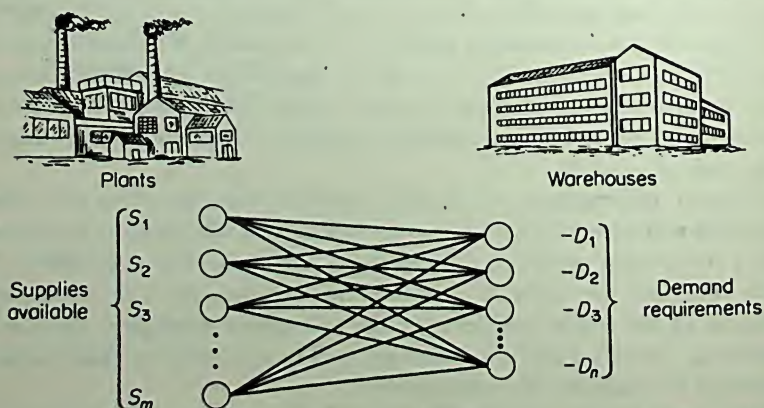 Plants
Warehouses
S₁
S₂
S₃
Sₘ
Supplies
available
-D₁
-D₂
-D₃
-Dₙ
Demand
requirements